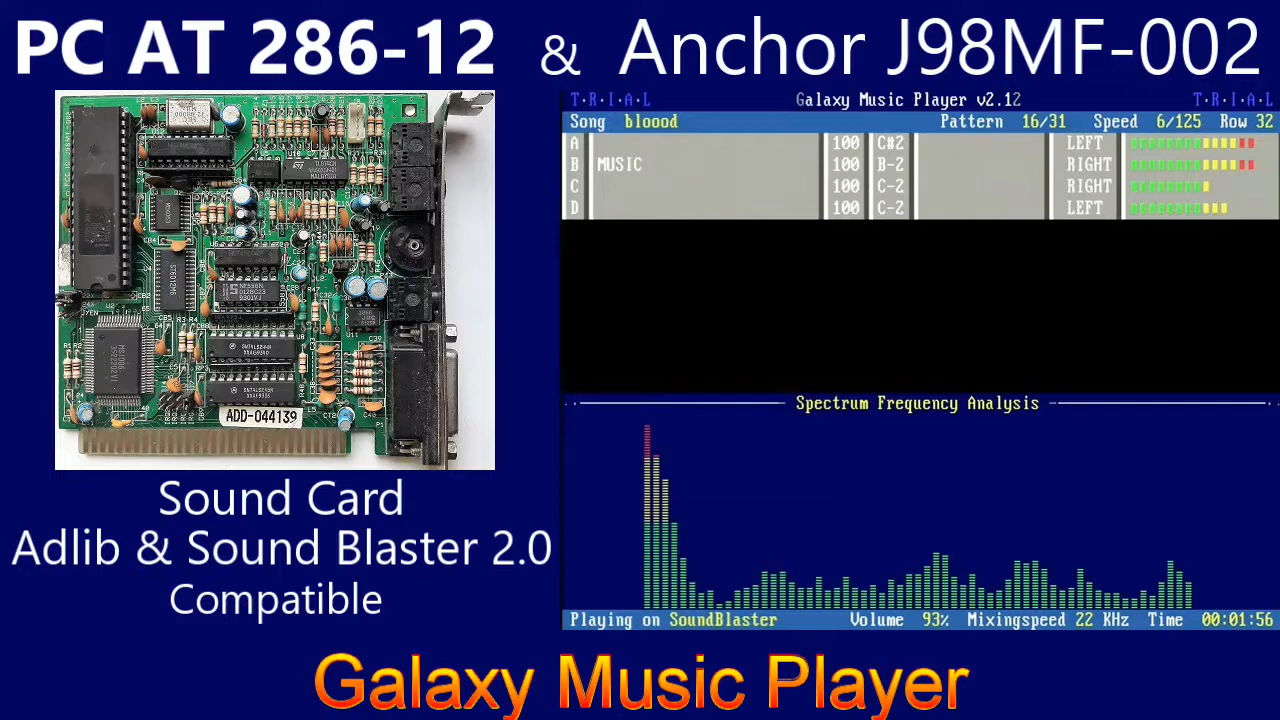 PC AT 286-12 & Anchor J98MF-002
T·R·I·A·L Galaxy Music Player v2.12 T·R·I·A·L
Song bloood Pattern 16/31 Speed 6/125 Row 32
A 100 C#2 LEFT
B MUSIC 100 B-2 RIGHT
C 100 C-2 RIGHT
D 100 C-2 LEFT
Spectrum Frequency Analysis
Playing on SoundBlaster Volume 93% Mixingspeed 22 KHz Time 00:01:56
NE556N
ADD-044139
Sound Card
Adlib & Sound Blaster 2.0
Compatible
Galaxy Music Player